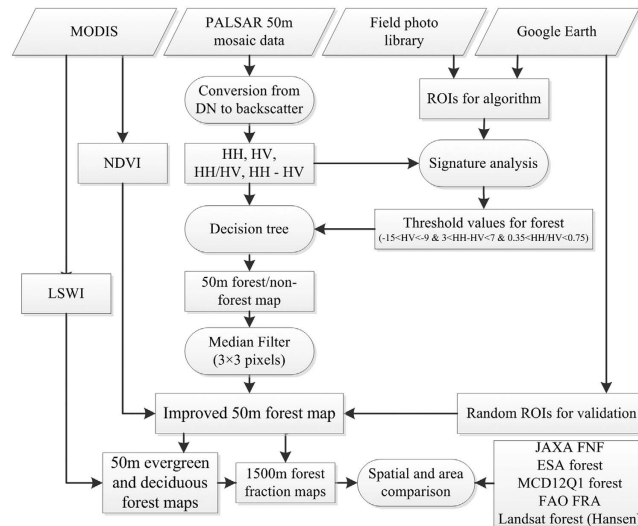 MODIS
PALSAR 50m
mosaic data
Field photo
library
Google Earth
Conversion from
DN to backscatter
ROIs for algorithm
NDVI
HH, HV,
HH/HV, HH - HV
Signature analysis
Decision tree
Threshold values for forest
(-15<HV<-9 & 3<HH-HV<7 & 0.35<HH/HV<0.75)
LSWI
50m forest/non-
forest map
Median Filter
(3×3 pixels)
Improved 50m forest map
Random ROIs for validation
50m evergreen
and deciduous
forest maps
1500m forest
fraction maps
Spatial and area
comparison
JAXA FNF
ESA forest
MCD12Q1 forest
FAO FRA
Landsat forest (Hansen)